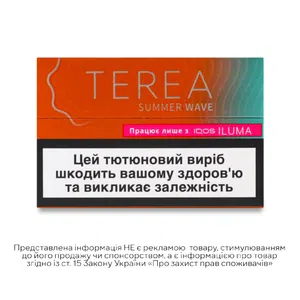 TEREA
SUMMER WAVE
Працює лише з IQOS ILUMA
Цей тютюновий виріб
шкодить вашому здоров'ю
та викликає залежність
Представлена інформація НЕ є рекламою товару, стимулюванням
до його продажу чи спонсорством, а є інформацією про товар
згідно із ст. 15 Закону України «Про захист прав споживачів»